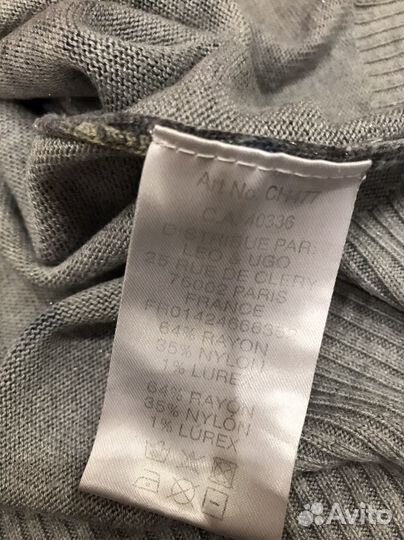 Art No. CH477
C.A. 40336
DISTRIBUE PAR:
LEO & UGO
25 RUE DE CLERY
75002 PARIS
FRANCE
64% RAYON
35% NYLON
1% LUREX
64% RAYON
35% NYLON
1% LUREX
Avito